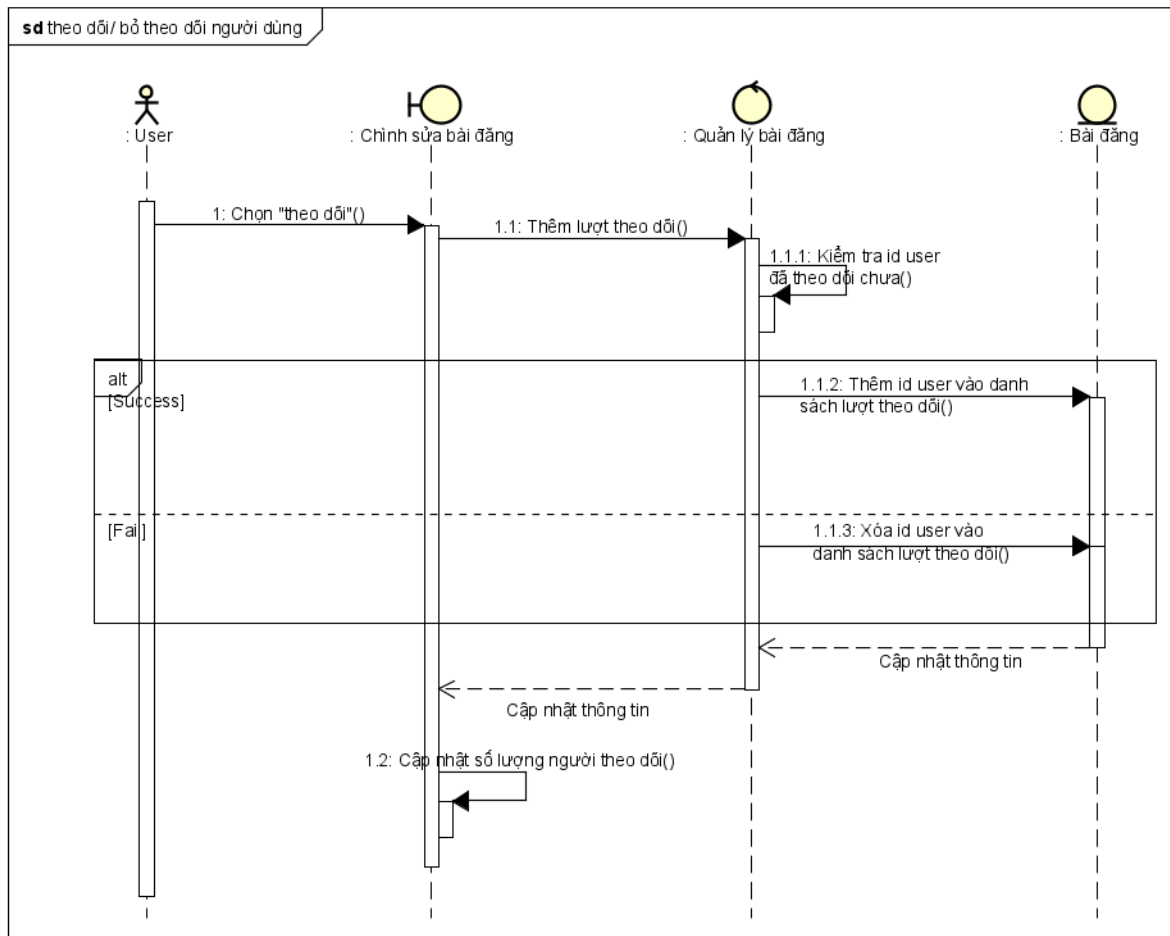 sd theo dõi/ bỏ theo dõi người dùng
: User
: Chỉnh sửa bài đăng
: Quản lý bài đăng
: Bài đăng
1: Chọn "theo dõi"()
1.1: Thêm lượt theo dõi()
1.1.1: Kiểm tra id user
đã theo dõi chưa()
alt
[Success]
1.1.2: Thêm id user vào danh
sách lượt theo dõi()
[Fail]
1.1.3: Xóa id user vào
danh sách lượt theo dõi()
Cập nhật thông tin
Cập nhật thông tin
1.2: Cập nhật số lượng người theo dõi()